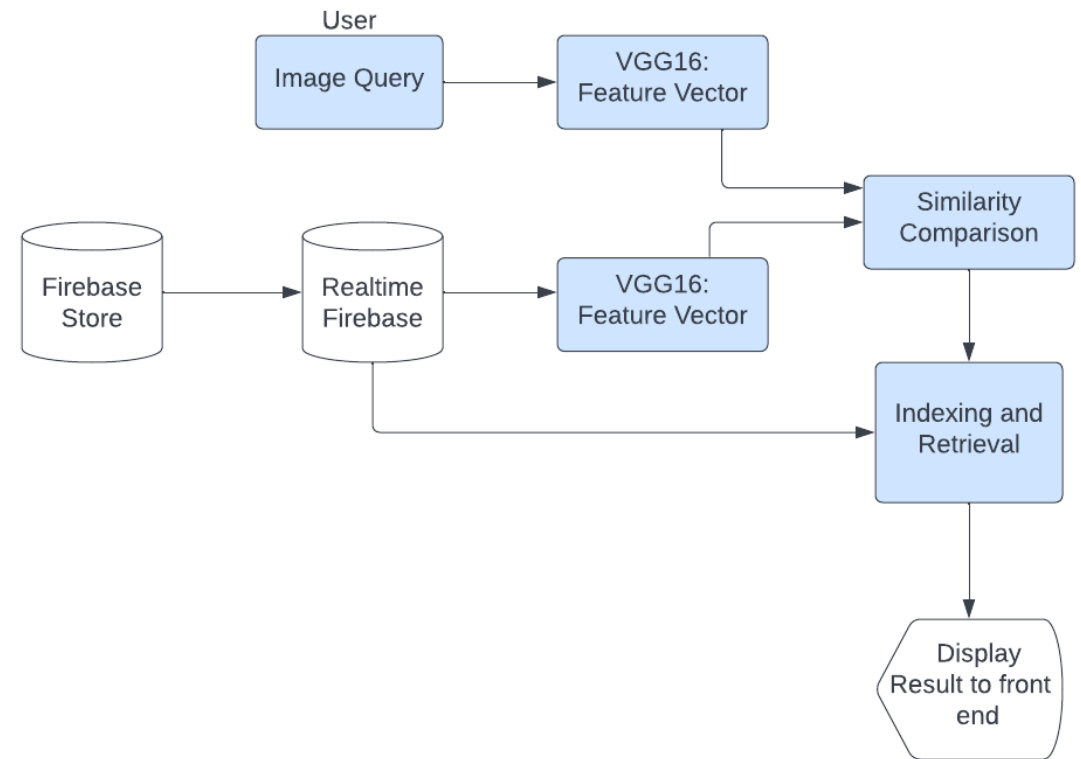 User
Image Query
VGG16:
Feature Vector
Similarity
Comparison
Firebase
Store
Realtime
Firebase
VGG16:
Feature Vector
Indexing and
Retrieval
Display
Result to front
end